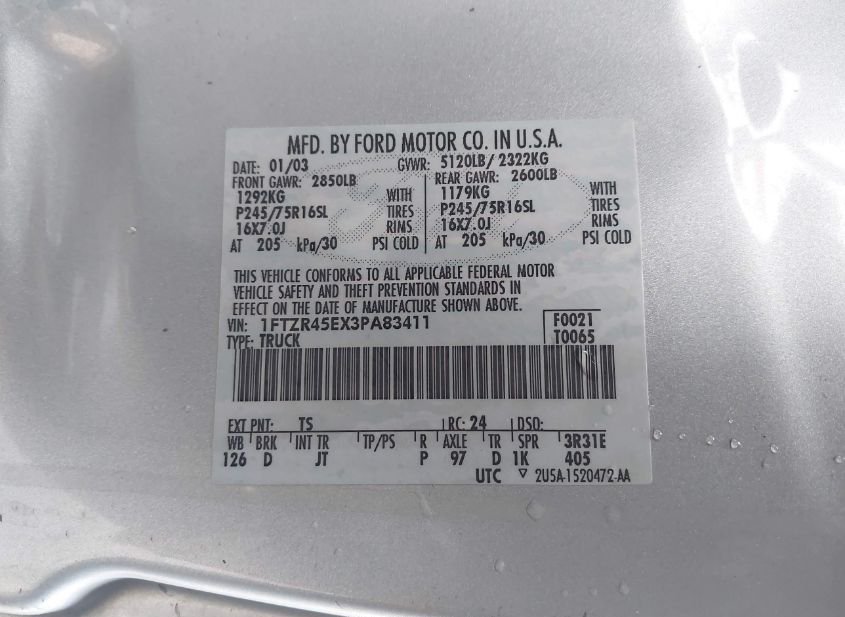 MFD. BY FORD MOTOR CO. IN U.S.A.
DATE: 01/03 GVWR: 5120LB/ 2322KG
FRONT GAWR: 2850LB REAR GAWR: 2600LB
1292KG WITH 1179KG WITH
P245/75R16SL TIRES P245/75R16SL TIRES
16X7.0J RIMS 16X7.0J RIMS
AT 205 kPa/30 PSI COLD AT 205 kPa/30 PSI COLD
THIS VEHICLE CONFORMS TO ALL APPLICABLE FEDERAL MOTOR
VEHICLE SAFETY AND THEFT PREVENTION STANDARDS IN
EFFECT ON THE DATE OF MANUFACTURE SHOWN ABOVE.
VIN: 1FTZR45EX3PA83411 F0021
TYPE: TRUCK T0065
EXT PNT: TS RC: 24 DSO:
WB BRK INT TR TP/PS R AXLE TR SPR 3R31E
126 D JT P 97 D 1K 405
UTC ▽ 2U5A-1520472-AA